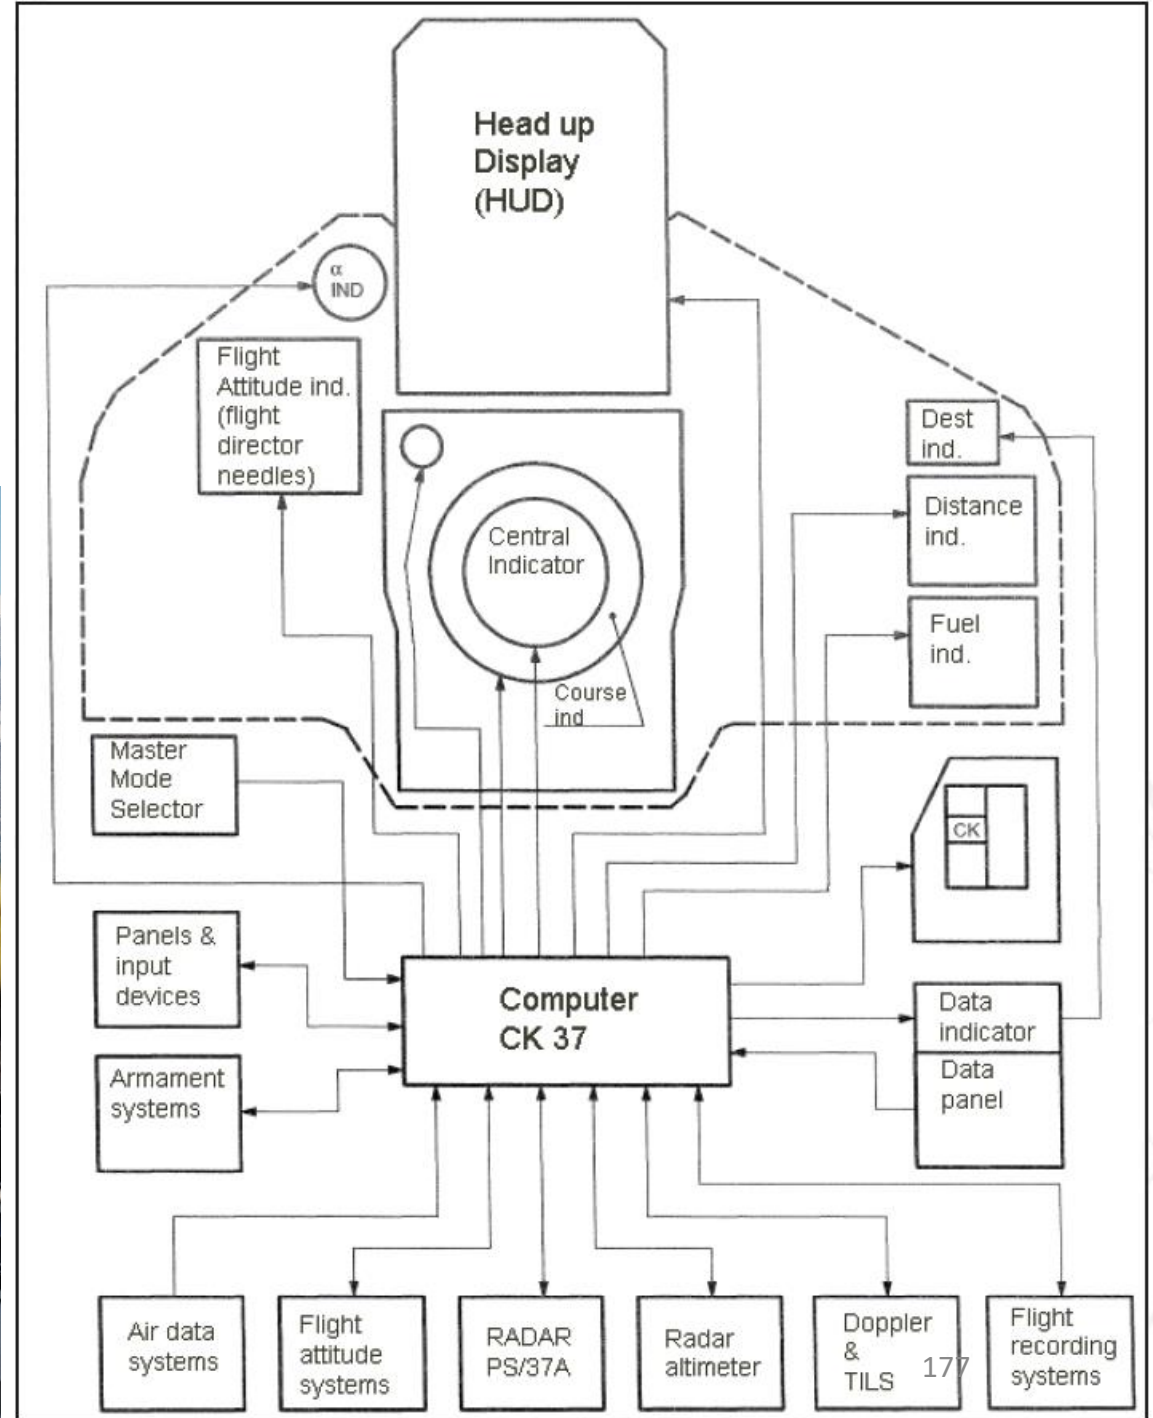 Head up
Display
(HUD)
α
IND
Flight
Attitude ind.
(flight
director
needles)
Dest
ind.
Distance
ind.
Central
Indicator
Fuel
ind.
Course
ind
Master
Mode
Selector
CK
Panels &
input
devices
Computer
CK 37
Data
indicator
Data
panel
Armament
systems
Air data
systems
Flight
attitude
systems
RADAR
PS/37A
Radar
altimeter
Doppler
&
TILS
177
Flight
recording
systems